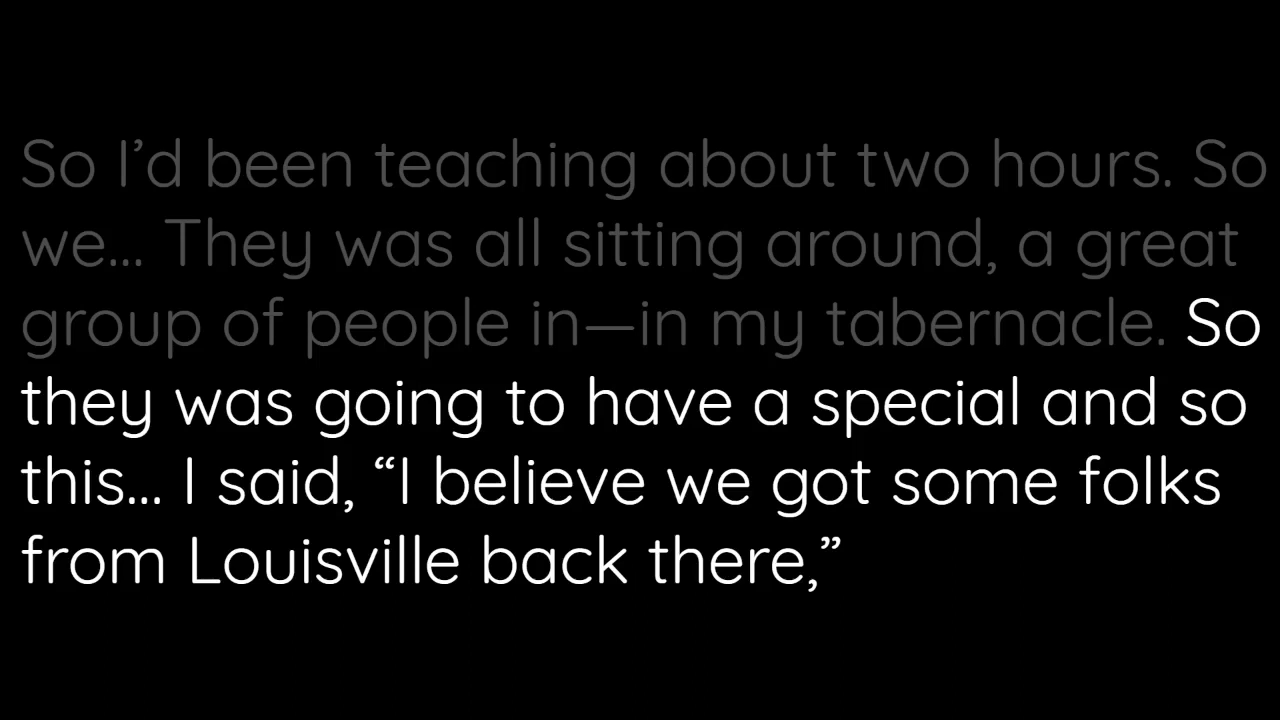 So I’d been teaching about two hours. So
we... They was all sitting around, a great
group of people in—in my tabernacle. So
they was going to have a special and so
this... I said, “I believe we got some folks
from Louisville back there,”